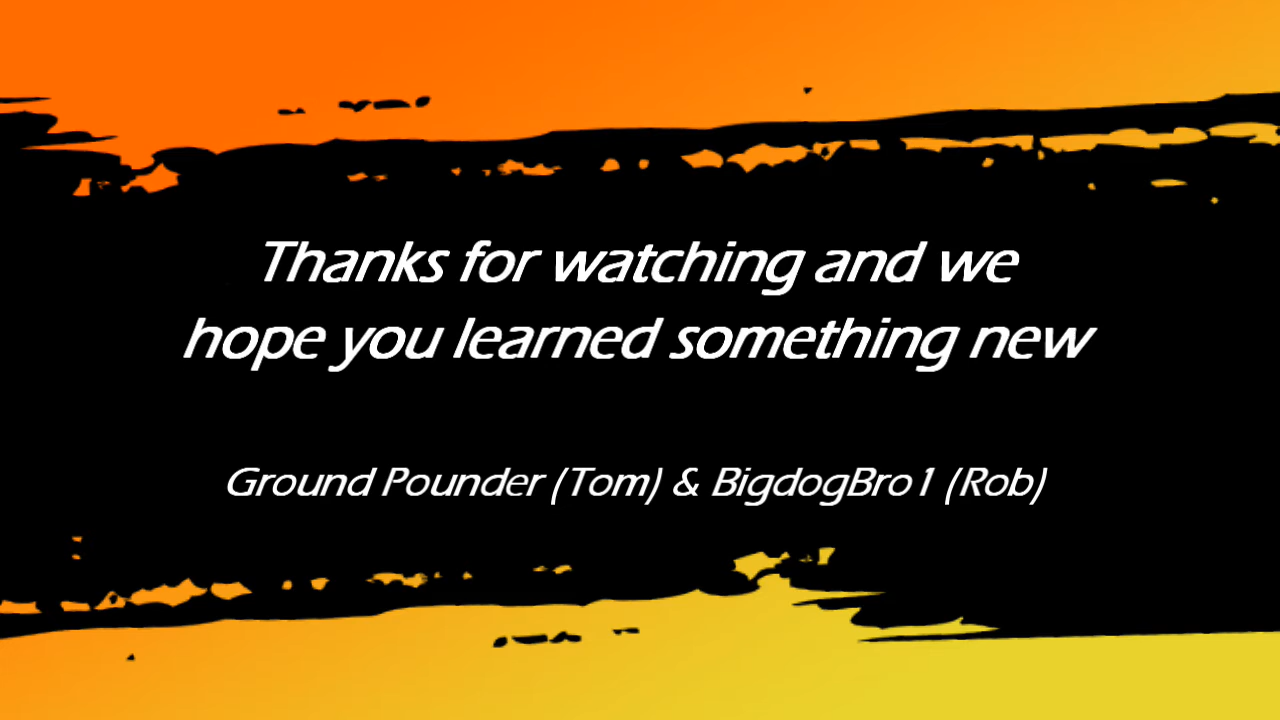 Thanks for watching and we
hope you learned something new
Ground Pounder (Tom) & BigdogBro1 (Rob)